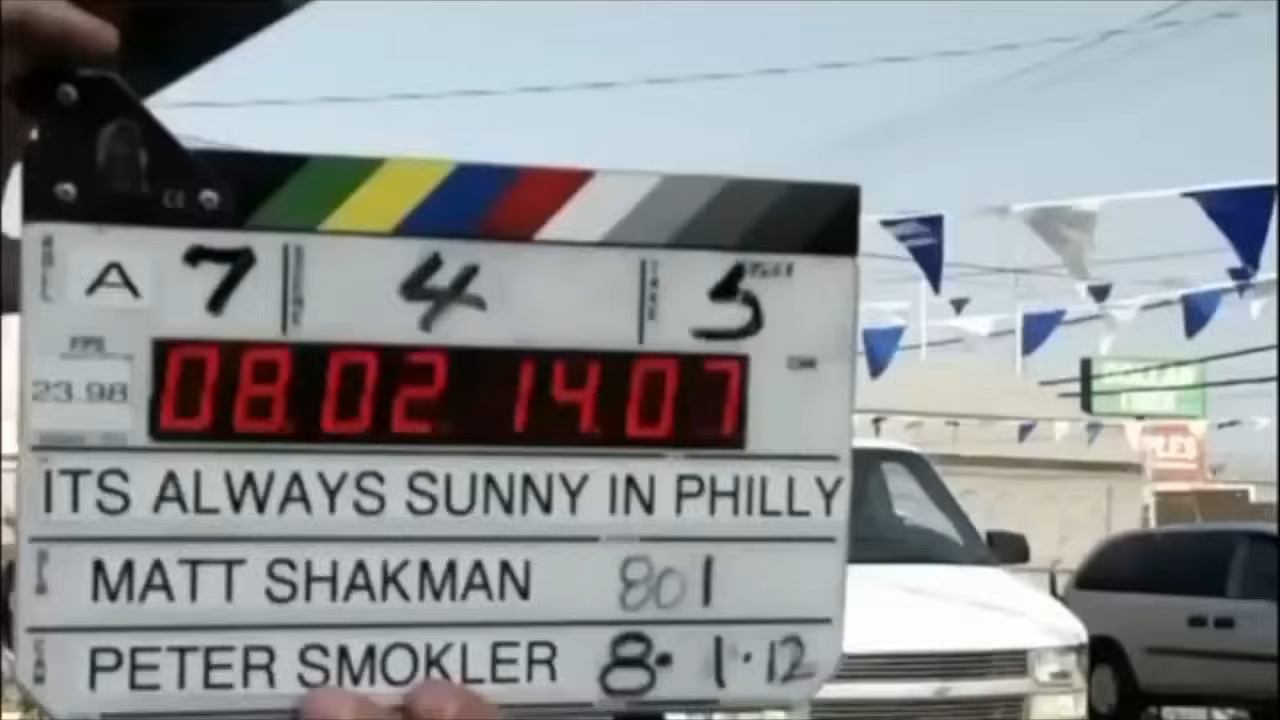 A 7 4 5
FPS
23.98 08.02 14.07
ITS ALWAYS SUNNY IN PHILLY
MATT SHAKMAN 801
PETER SMOKLER 8·1·12